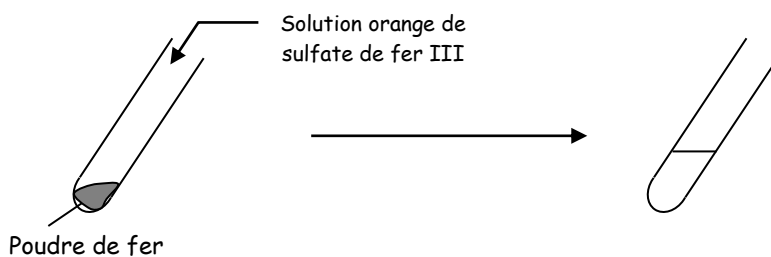 Solution orange de
sulfate de fer III
Poudre de fer